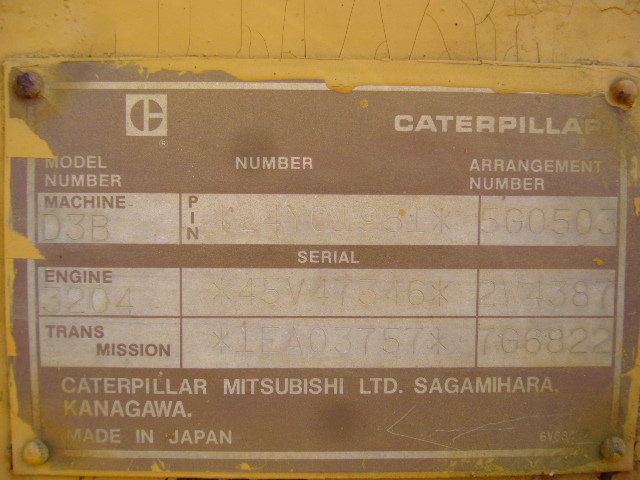 CATERPILLAR
MODEL NUMBER NUMBER ARRANGEMENT NUMBER
MACHINE D3B PIN 5G0503
SERIAL
ENGINE 3204 *45V47346*
TRANS MISSION *1EA03757* 7G6822
CATERPILLAR MITSUBISHI LTD. SAGAMIHARA,
KANAGAWA.
MADE IN JAPAN